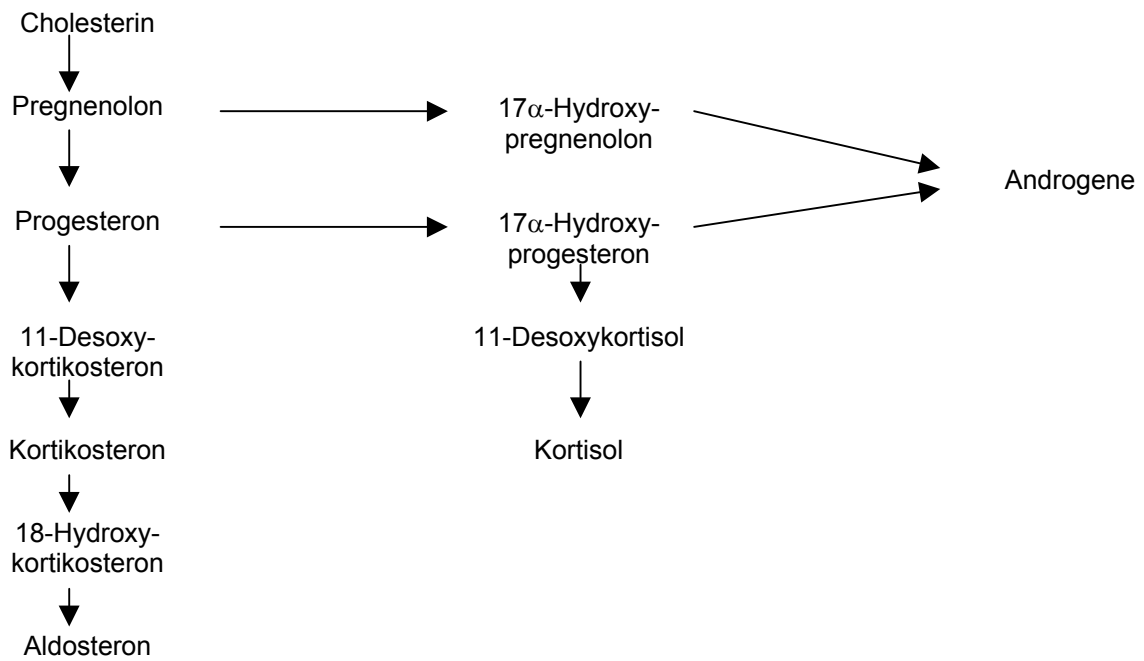 Cholesterin
Pregnenolon
17α-Hydroxy-
pregnenolon
Androgene
Progesteron
17α-Hydroxy-
progesteron
11-Desoxy-
kortikosteron
11-Desoxykortisol
Kortikosteron
Kortisol
18-Hydroxy-
kortikosteron
Aldosteron